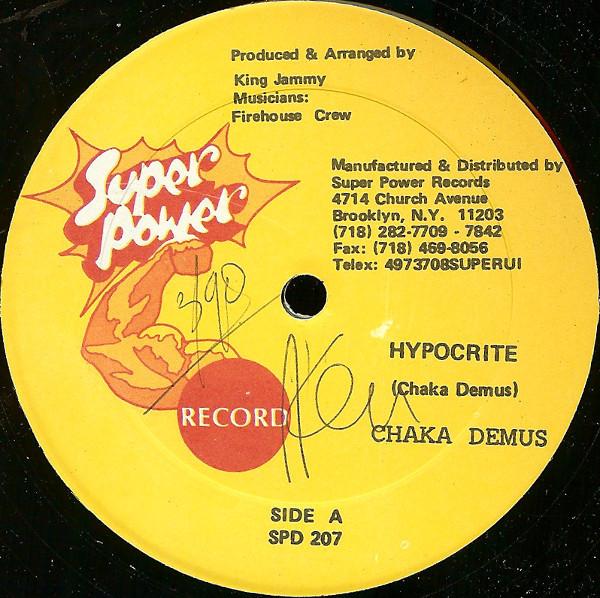 Produced & Arranged by
King Jammy
Musicians:
Firehouse Crew
Super
Power
Manufactured & Distributed by
Super Power Records
4714 Church Avenue
Brooklyn, N.Y. 11203
(718) 282-7709 - 7842
Fax: (718) 469-8056
Telex: 4973708SUPERUI
RECORD
HYPOCRITE
(Chaka Demus)
CHAKA DEMUS
SIDE A
SPD 207